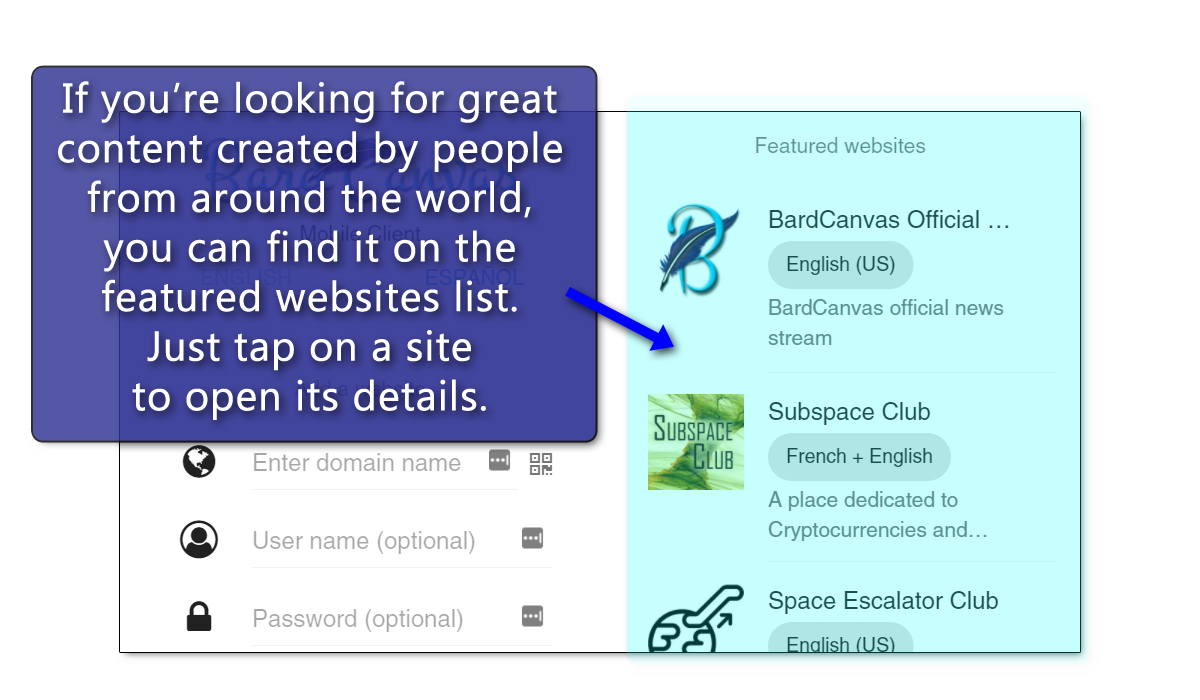 If you’re looking for great
content created by people
from around the world,
you can find it on the
featured websites list.
Just tap on a site
to open its details.
BardCanvas
Mobile Client
ENGLISH
ESPAÑOL
Enter domain name
User name (optional)
Password (optional)
Featured websites
BardCanvas Official …
English (US)
BardCanvas official news
stream
SUBSPACE
CLUB
Subspace Club
French + English
A place dedicated to
Cryptocurrencies and…
Space Escalator Club
English (US)